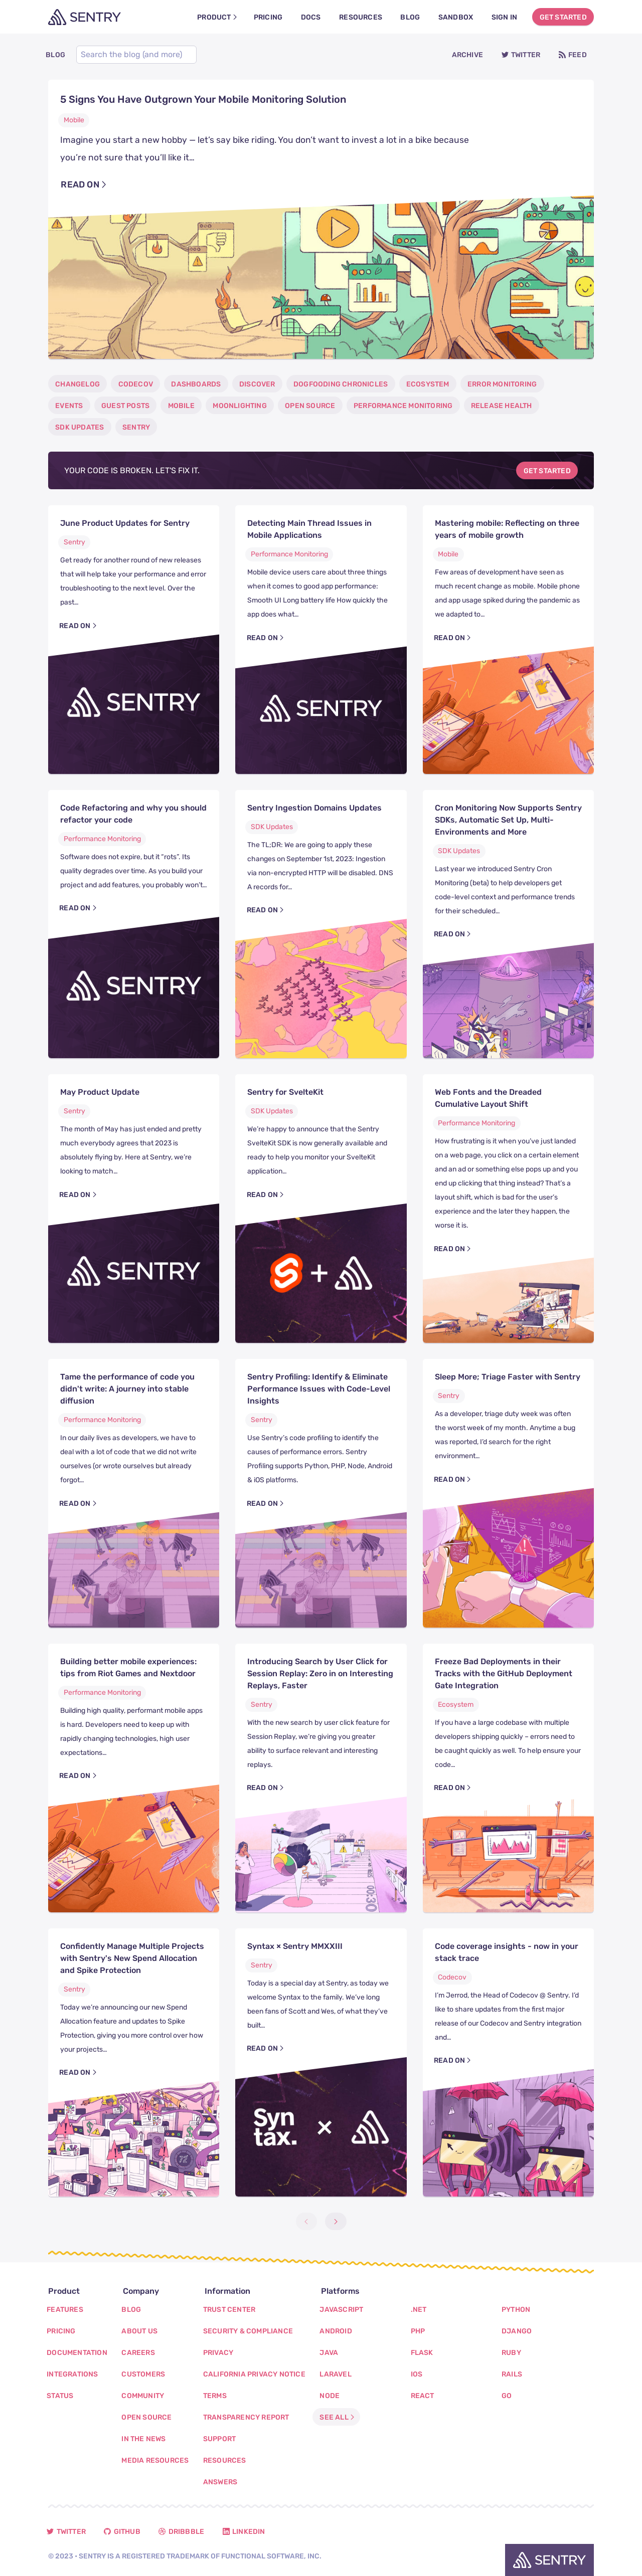 SENTRY
PRODUCT
PRICING
DOCS
RESOURCES
BLOG
SANDBOX
SIGN IN
GET STARTED
BLOG
Search the blog (and more)
ARCHIVE
TWITTER
FEED
5 Signs You Have Outgrown Your Mobile Monitoring Solution
Mobile
Imagine you start a new hobby — let's say bike riding. You don't want to invest a lot in a bike because
you're not sure that you'll like it…
READ ON
CHANGELOG
CODECOV
DASHBOARDS
DISCOVER
DOGFOODING CHRONICLES
ECOSYSTEM
ERROR MONITORING
EVENTS
GUEST POSTS
MOBILE
MOONLIGHTING
OPEN SOURCE
PERFORMANCE MONITORING
RELEASE HEALTH
SDK UPDATES
SENTRY
YOUR CODE IS BROKEN. LET'S FIX IT.
GET STARTED
June Product Updates for Sentry
Sentry
Get ready for another round of new releases
that will help take your performance and error
troubleshooting to the next level. Over the
past…
READ ON
SENTRY
Detecting Main Thread Issues in
Mobile Applications
Performance Monitoring
Mobile device users care about three things
when it comes to good app performance:
Smooth UI Long battery life How quickly the
app does what…
READ ON
SENTRY
Mastering mobile: Reflecting on three
years of mobile growth
Mobile
Few areas of development have seen as
much recent change as mobile. Mobile phone
and app usage spiked during the pandemic as
we adapted to…
READ ON
Code Refactoring and why you should
refactor your code
Performance Monitoring
Software does not expire, but it "rots". Its
quality degrades over time. As you build your
project and add features, you probably won't…
READ ON
SENTRY
Sentry Ingestion Domains Updates
SDK Updates
The TL;DR: We are going to apply these
changes on September 1st, 2023: Ingestion
via non-encrypted HTTP will be disabled. DNS
A records for…
READ ON
Cron Monitoring Now Supports Sentry
SDKs, Automatic Set Up, Multi-
Environments and More
SDK Updates
Last year we introduced Sentry Cron
Monitoring (beta) to help developers get
code-level context and performance trends
for their scheduled…
READ ON
May Product Update
Sentry
The month of May has just ended and pretty
much everybody agrees that 2023 is
absolutely flying by. Here at Sentry, we're
looking to match…
READ ON
SENTRY
Sentry for SvelteKit
SDK Updates
We're happy to announce that the Sentry
SvelteKit SDK is now generally available and
ready to help you monitor your SvelteKit
application…
READ ON
+
Web Fonts and the Dreaded
Cumulative Layout Shift
Performance Monitoring
How frustrating is it when you've just landed
on a web page, you click on a certain element
and an ad or something else pops up and you
end up clicking that thing instead? That's a
layout shift, which is bad for the user's
experience and the later they happen, the
worse it is.
READ ON
Tame the performance of code you
didn't write: A journey into stable
diffusion
Performance Monitoring
In our daily lives as developers, we have to
deal with a lot of code that we did not write
ourselves (or wrote ourselves but already
forgot…
READ ON
Sentry Profiling: Identify & Eliminate
Performance Issues with Code-Level
Insights
Sentry
Use Sentry's code profiling to identify the
causes of performance errors. Sentry
Profiling supports Python, PHP, Node, Android
& iOS platforms.
READ ON
Sleep More; Triage Faster with Sentry
Sentry
As a developer, triage duty week was often
the worst week of my month. Anytime a bug
was reported, I'd search for the right
environment…
READ ON
Building better mobile experiences:
tips from Riot Games and Nextdoor
Performance Monitoring
Building high quality, performant mobile apps
is hard. Developers need to keep up with
rapidly changing technologies, high user
expectations…
READ ON
Introducing Search by User Click for
Session Replay: Zero in on Interesting
Replays, Faster
Sentry
With the new search by user click feature for
Session Replay, we're giving you greater
ability to surface relevant and interesting
replays.
READ ON
Freeze Bad Deployments in their
Tracks with the GitHub Deployment
Gate Integration
Ecosystem
If you have a large codebase with multiple
developers shipping quickly – errors need to
be caught quickly as well. To help ensure your
code…
READ ON
Confidently Manage Multiple Projects
with Sentry's New Spend Allocation
and Spike Protection
Sentry
Today we're announcing our new Spend
Allocation feature and updates to Spike
Protection, giving you more control over how
your projects…
READ ON
Syntax × Sentry MMXXIII
Sentry
Today is a special day at Sentry, as today we
welcome Syntax to the family. We've long
been fans of Scott and Wes, of what they've
built…
READ ON
Syn
tax. ×
Code coverage insights - now in your
stack trace
Codecov
I'm Jerrod, the Head of Codecov @ Sentry. I'd
like to share updates from the first major
release of our Codecov and Sentry integration
and…
READ ON
Product
FEATURES
PRICING
DOCUMENTATION
INTEGRATIONS
STATUS
Company
BLOG
ABOUT US
CAREERS
CUSTOMERS
COMMUNITY
OPEN SOURCE
IN THE NEWS
MEDIA RESOURCES
Information
TRUST CENTER
SECURITY & COMPLIANCE
PRIVACY
CALIFORNIA PRIVACY NOTICE
TERMS
TRANSPARENCY REPORT
SUPPORT
RESOURCES
ANSWERS
Platforms
JAVASCRIPT
ANDROID
JAVA
LARAVEL
NODE
SEE ALL
.NET
PHP
FLASK
IOS
REACT
PYTHON
DJANGO
RUBY
RAILS
GO
TWITTER
GITHUB
DRIBBBLE
LINKEDIN
© 2023 • SENTRY IS A REGISTERED TRADEMARK OF FUNCTIONAL SOFTWARE, INC.
SENTRY